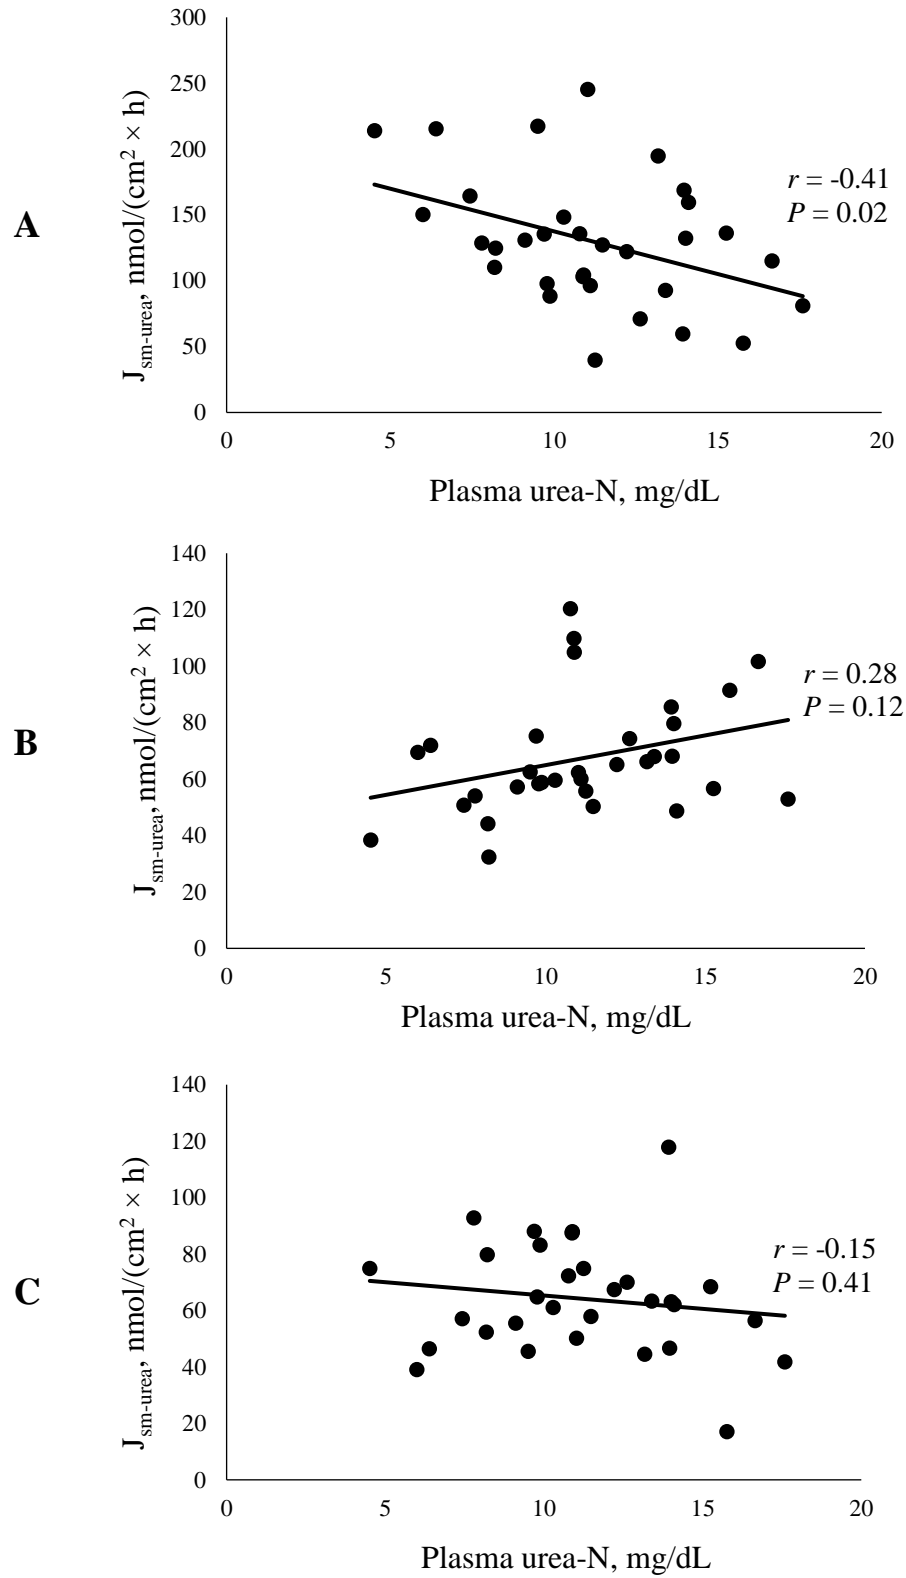 A
J_sm-urea, nmol/(cm² × h)
300
250
200
150
100
50
0
r = -0.41
P = 0.02
0 5 10 15 20
Plasma urea-N, mg/dL
B
J_sm-urea, nmol/(cm² × h)
140
120
100
80
60
40
20
0
r = 0.28
P = 0.12
0 5 10 15 20
Plasma urea-N, mg/dL
C
J_sm-urea, nmol/(cm² × h)
140
120
100
80
60
40
20
0
r = -0.15
P = 0.41
0 5 10 15 20
Plasma urea-N, mg/dL